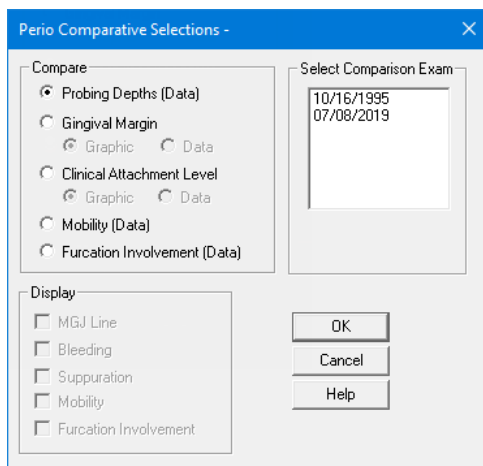 Perio Comparative Selections -
Compare
Probing Depths (Data)
Gingival Margin
Graphic Data
Clinical Attachment Level
Graphic Data
Mobility (Data)
Furcation Involvement (Data)
Select Comparison Exam
10/16/1995
07/08/2019
Display
MGJ Line
Bleeding
Suppuration
Mobility
Furcation Involvement
OK
Cancel
Help